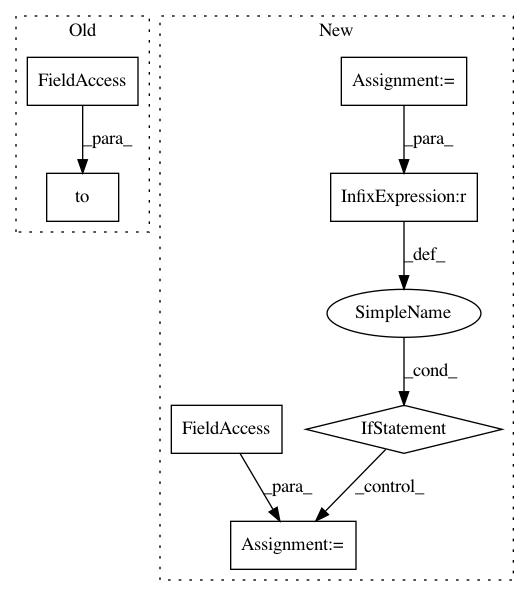 Old
FieldAccess
_para_
to
New
Assignment:=
_para_
InfixExpression:r
_def_
SimpleName
_cond_
FieldAccess
IfStatement
_para_
_control_
Assignment:=